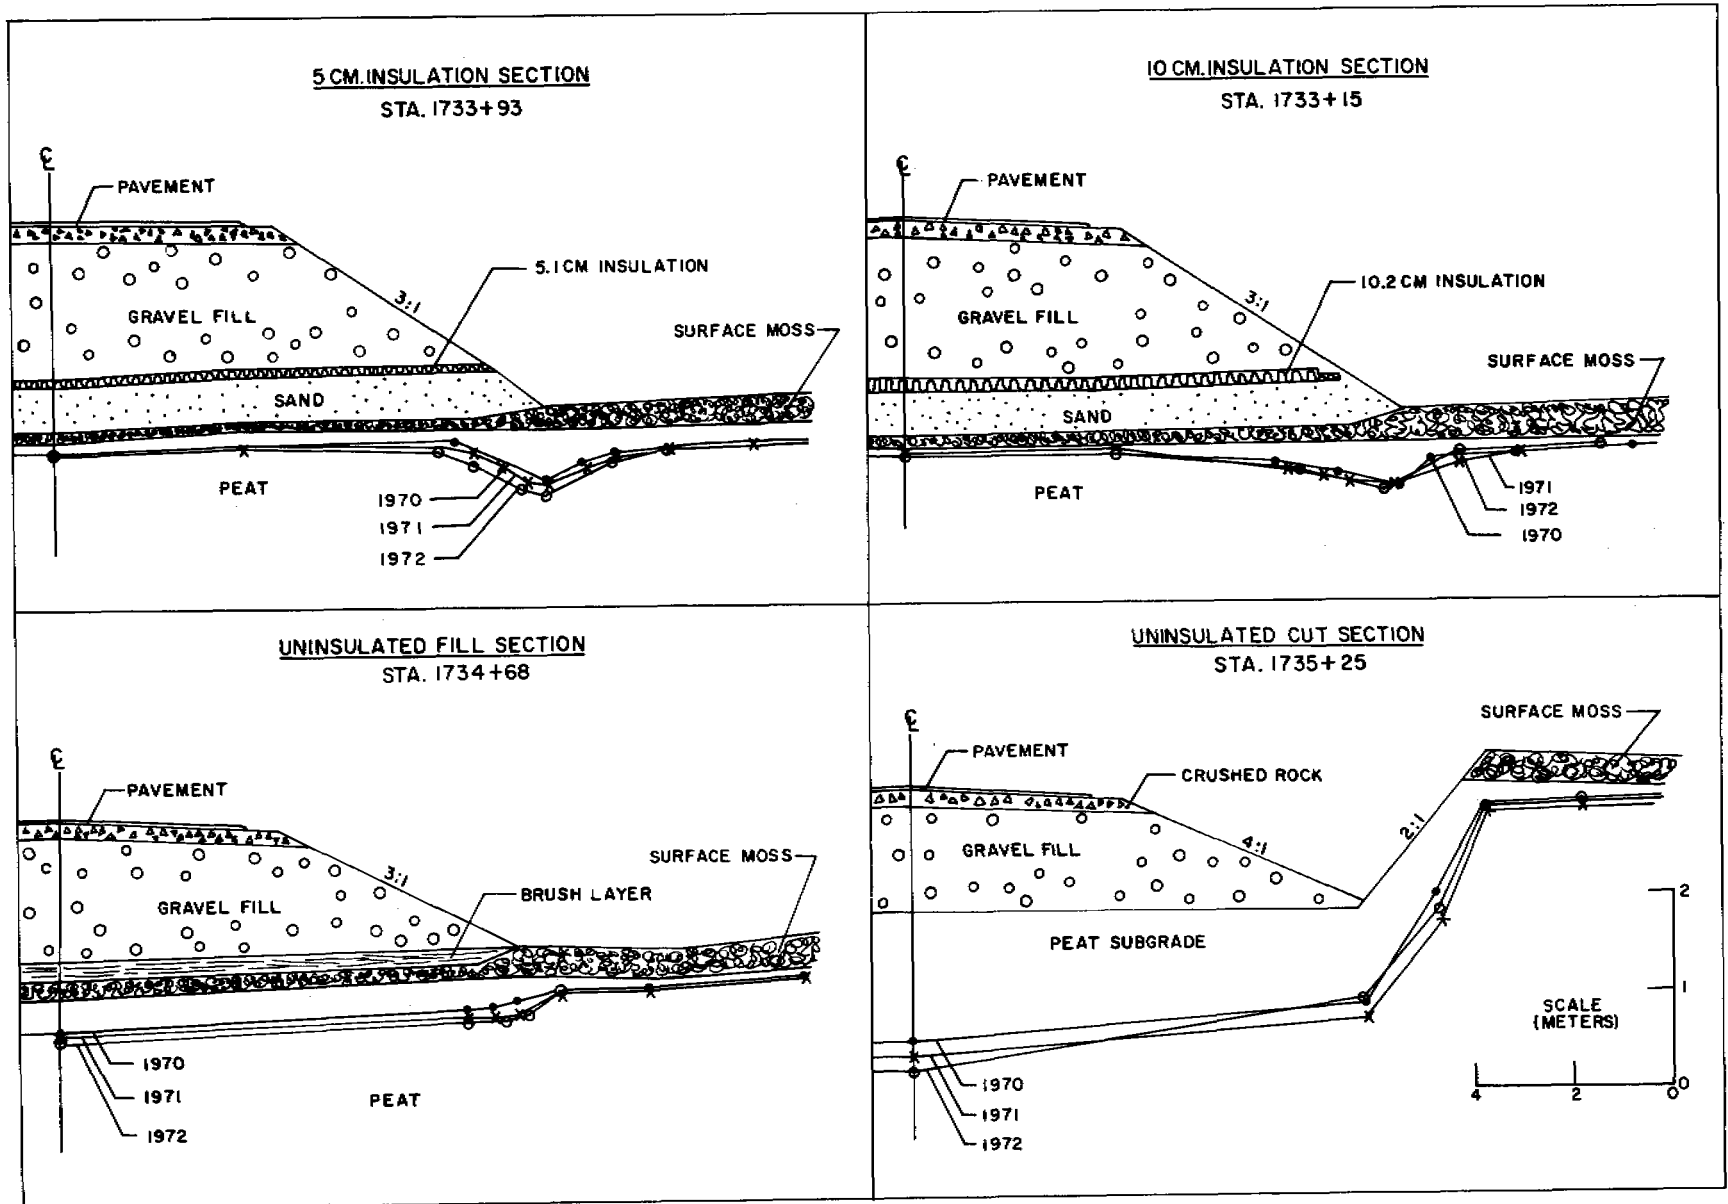 5 CM. INSULATION SECTION
STA. 1733+93
℄
PAVEMENT
5.1 CM INSULATION
3:1
GRAVEL FILL
SURFACE MOSS
SAND
PEAT
1970
1971
1972
10 CM. INSULATION SECTION
STA. 1733+15
℄
PAVEMENT
10.2 CM INSULATION
3:1
GRAVEL FILL
SURFACE MOSS
SAND
PEAT
1971
1972
1970
UNINSULATED FILL SECTION
STA. 1734+68
℄
PAVEMENT
3:1
SURFACE MOSS
BRUSH LAYER
GRAVEL FILL
1970
1971
PEAT
1972
UNINSULATED CUT SECTION
STA. 1735+25
SURFACE MOSS
℄
PAVEMENT
CRUSHED ROCK
2:1
4:1
GRAVEL FILL
PEAT SUBGRADE
2
1
SCALE
(METERS)
0
4 2 0
1970
1971
1972